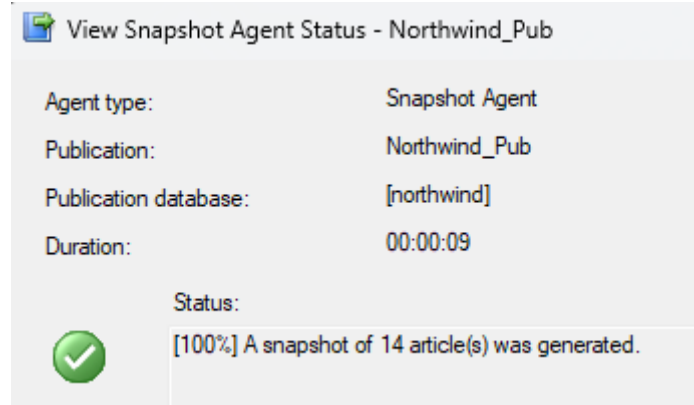 View Snapshot Agent Status - Northwind_Pub
Agent type: Snapshot Agent
Publication: Northwind_Pub
Publication database: [northwind]
Duration: 00:00:09
Status:
[100%] A snapshot of 14 article(s) was generated.